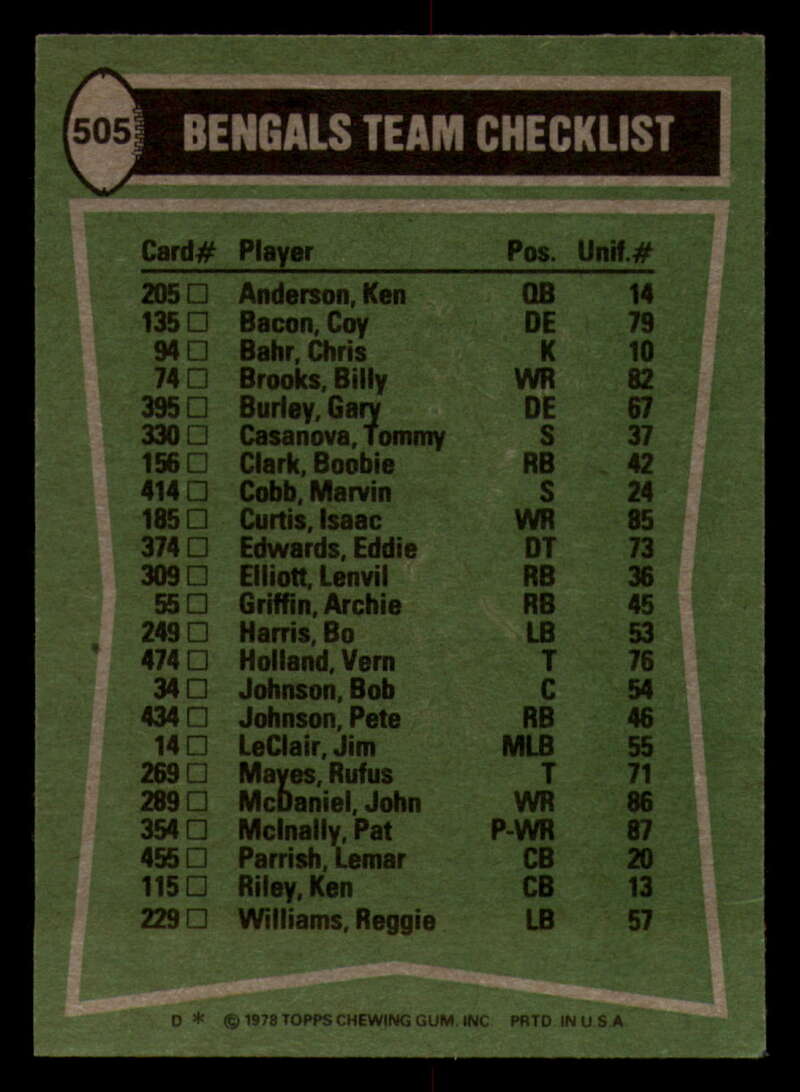 505 BENGALS TEAM CHECKLIST
Card# Player Pos. Unif.#
205 □ Anderson, Ken QB 14
135 □ Bacon, Coy DE 79
94 □ Bahr, Chris K 10
74 □ Brooks, Billy WR 82
395 □ Burley, Gary DE 67
330 □ Casanova, Tommy S 37
156 □ Clark, Boobie RB 42
414 □ Cobb, Marvin S 24
185 □ Curtis, Isaac WR 85
374 □ Edwards, Eddie DT 73
309 □ Elliott, Lenvil RB 36
55 □ Griffin, Archie RB 45
249 □ Harris, Bo LB 53
474 □ Holland, Vern T 76
34 □ Johnson, Bob C 54
434 □ Johnson, Pete RB 46
14 □ LeClair, Jim MLB 55
269 □ Mayes, Rufus T 71
289 □ McDaniel, John WR 86
354 □ McInally, Pat P-WR 87
455 □ Parrish, Lemar CB 20
115 □ Riley, Ken CB 13
229 □ Williams, Reggie LB 57
D * © 1978 TOPPS CHEWING GUM, INC. PRTD. IN U.S.A.